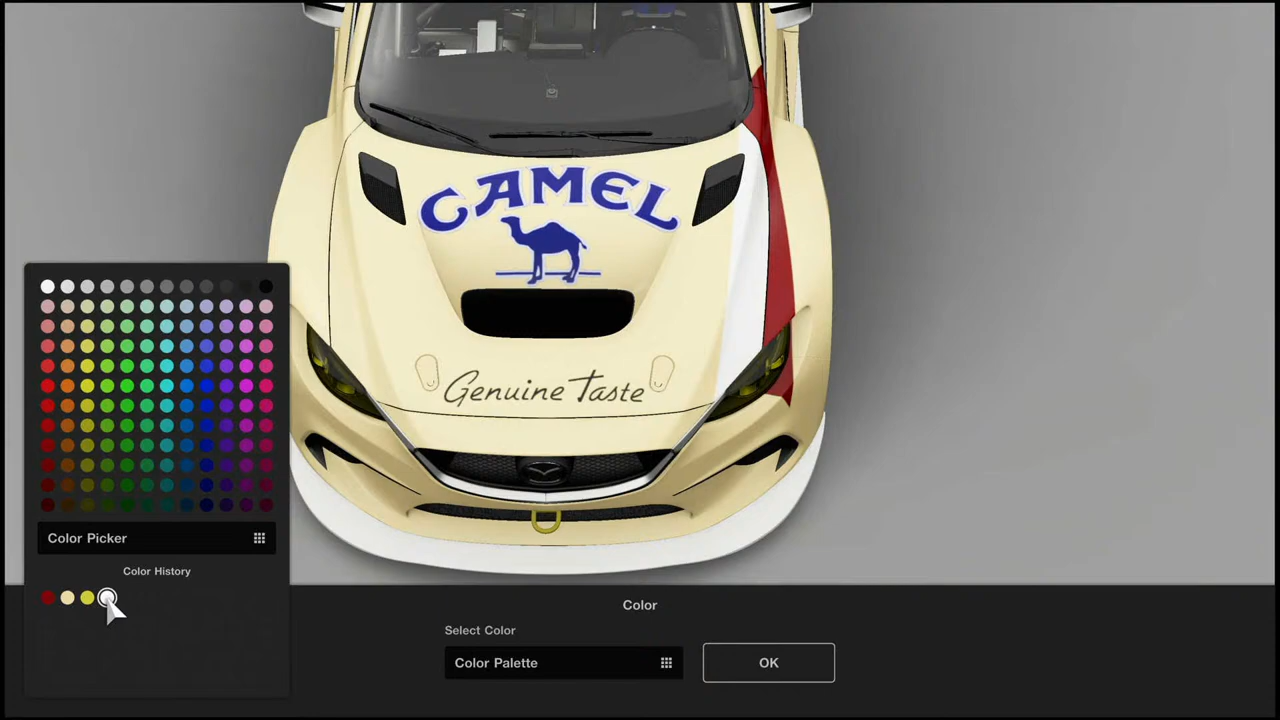 CAMEL
Genuine Taste
Color Picker
Color History
Color
Select Color
Color Palette
OK